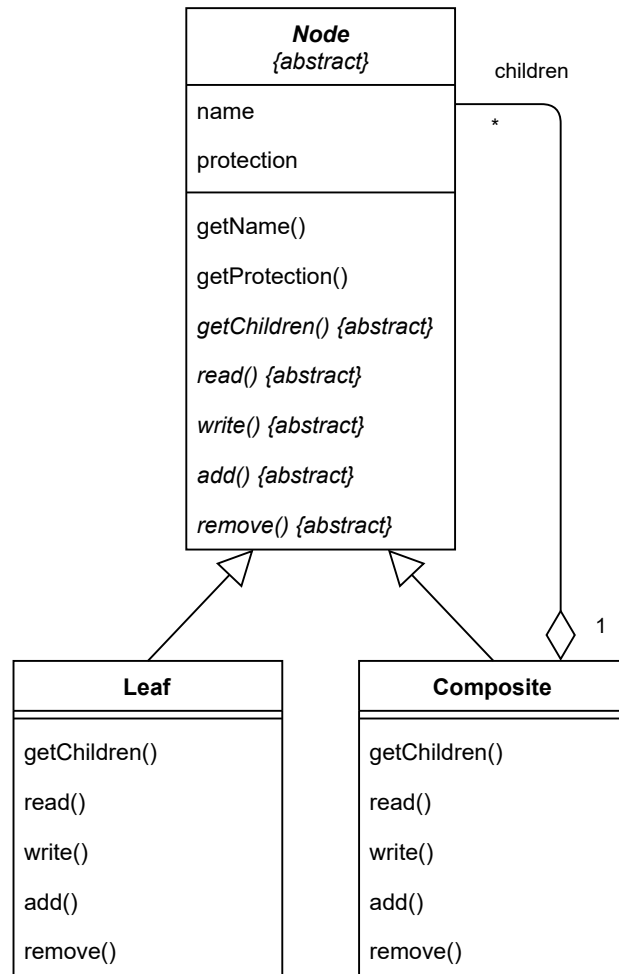 Node
{abstract}
children
name
*
protection
getName()
getProtection()
getChildren() {abstract}
read() {abstract}
write() {abstract}
add() {abstract}
remove() {abstract}
1
Leaf
getChildren()
read()
write()
add()
remove()
Composite
getChildren()
read()
write()
add()
remove()